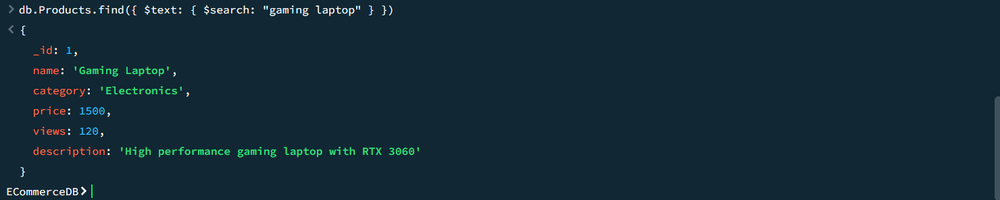 > db.Products.find({ $text: { $search: "gaming laptop" } })
< {
_id: 1,
name: 'Gaming Laptop',
category: 'Electronics',
price: 1500,
views: 120,
description: 'High performance gaming laptop with RTX 3060'
}
ECommerceDB>